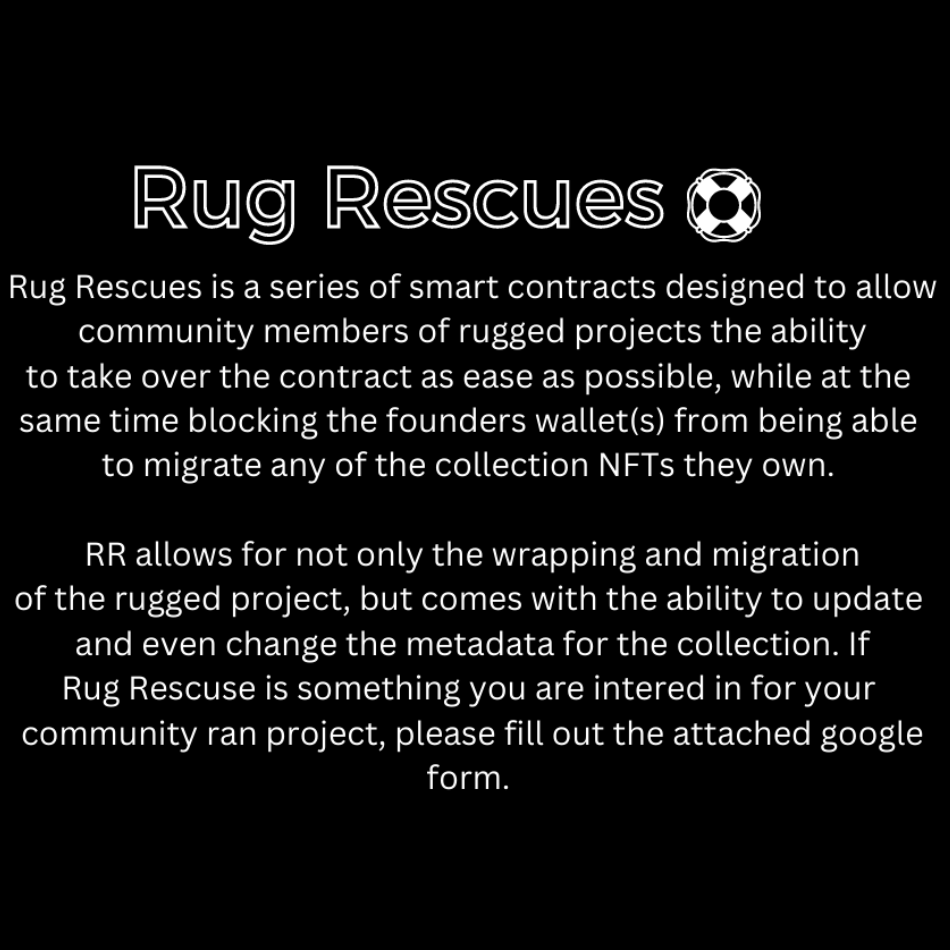 Rug Rescues
Rug Rescues is a series of smart contracts designed to allow
community members of rugged projects the ability
to take over the contract as ease as possible, while at the
same time blocking the founders wallet(s) from being able
to migrate any of the collection NFTs they own.
RR allows for not only the wrapping and migration
of the rugged project, but comes with the ability to update
and even change the metadata for the collection. If
Rug Rescuse is something you are intered in for your
community ran project, please fill out the attached google
form.